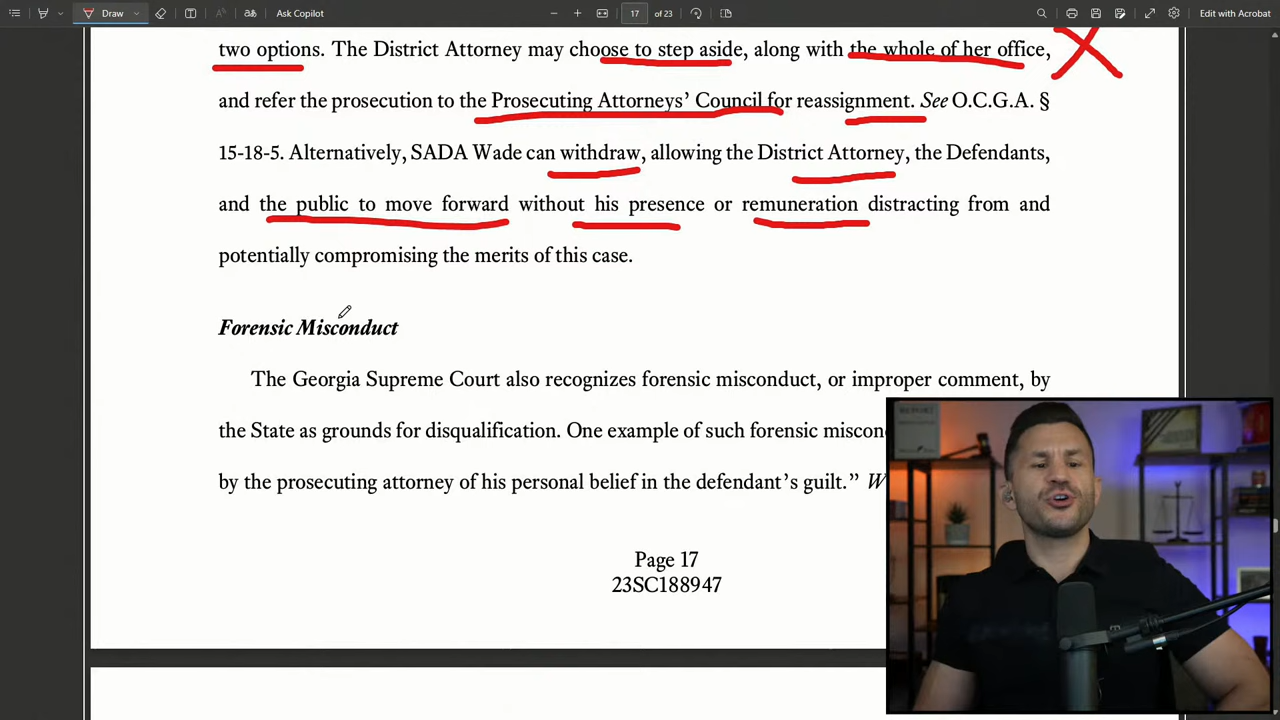 Draw
Ask Copilot
17 of 23
Edit with Acrobat
two options. The District Attorney may choose to step aside, along with the whole of her office,
and refer the prosecution to the Prosecuting Attorneys’ Council for reassignment. See O.C.G.A. §
15-18-5. Alternatively, SADA Wade can withdraw, allowing the District Attorney, the Defendants,
and the public to move forward without his presence or remuneration distracting from and
potentially compromising the merits of this case.
Forensic Misconduct
The Georgia Supreme Court also recognizes forensic misconduct, or improper comment, by
the State as grounds for disqualification. One example of such forensic
by the prosecuting attorney of his personal belief in the defendant’s guilt.”
Page 17
23SC188947